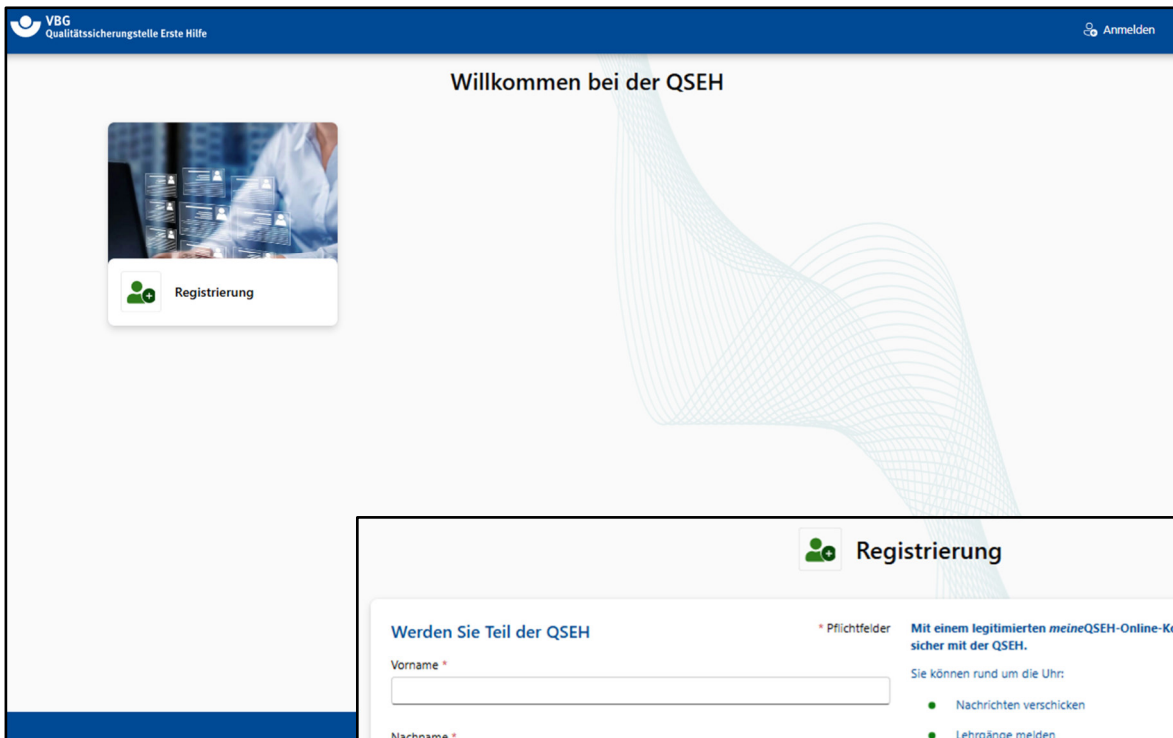 VBG
Qualitätssicherungstelle Erste Hilfe
Anmelden
Willkommen bei der QSEH
Registrierung
Registrierung
Werden Sie Teil der QSEH
* Pflichtfelder
Vorname *
Nachname *
Mit einem legitimierten meineQSEH-Online-Ko
sicher mit der QSEH.
Sie können rund um die Uhr:
Nachrichten verschicken
Lehrgänge melden